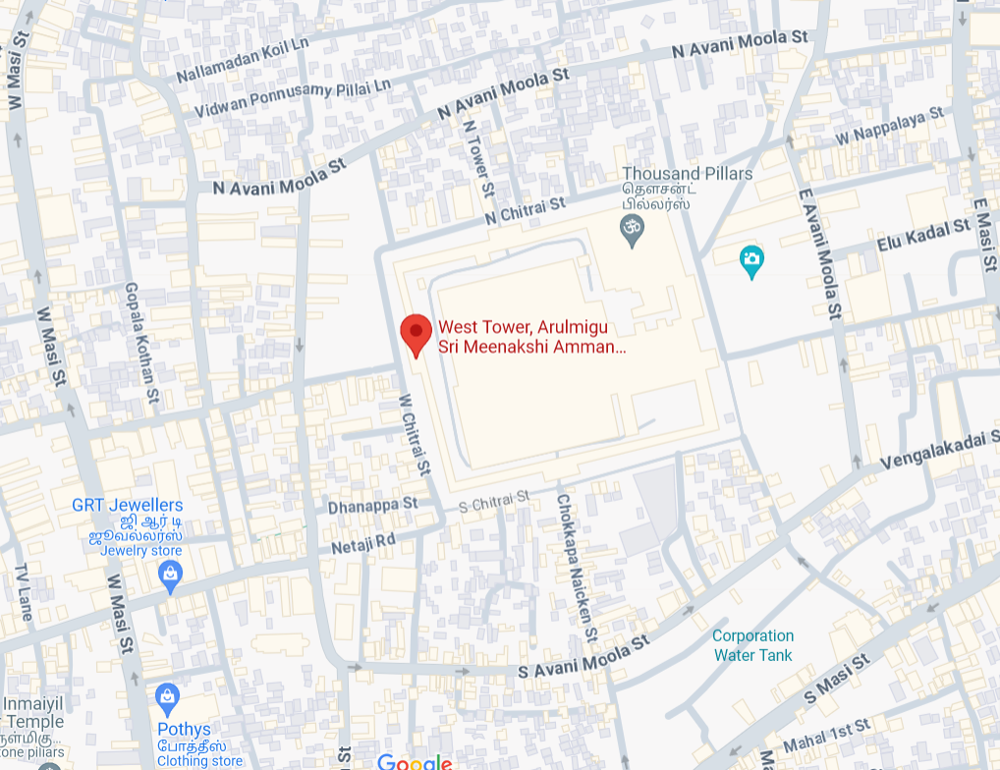 W Masi St
Nallamadan Koil Ln
Vidwan Ponnusamy Pillai Ln
N Avani Moola St
N Avani Moola St
N Tower St
W Nappalaya St
N Avani Moola St
Thousand Pillars
தௌசன்ட்
பில்லர்ஸ்
N Chitrai St
E Avani Moola St
Elu Kadal St
E Masi St
Gopala Kothan St
W Masi St
West Tower, Arulmigu
Sri Meenakshi Amman...
W Chitrai St
Vengalakadai S
GRT Jewellers
ஜி ஆர் டி
ஜூவல்லர்ஸ்
Jewelry store
Dhanappa St
S Chitrai St
Netaji Rd
Chokkapa Naicken St
TV Lane
W Masi St
S Avani Moola St
Corporation
Water Tank
S Masi St
Inmaiyil
Temple
tone pillars
Pothys
போத்தீஸ்
Clothing store
St
Mahal 1st St
Google